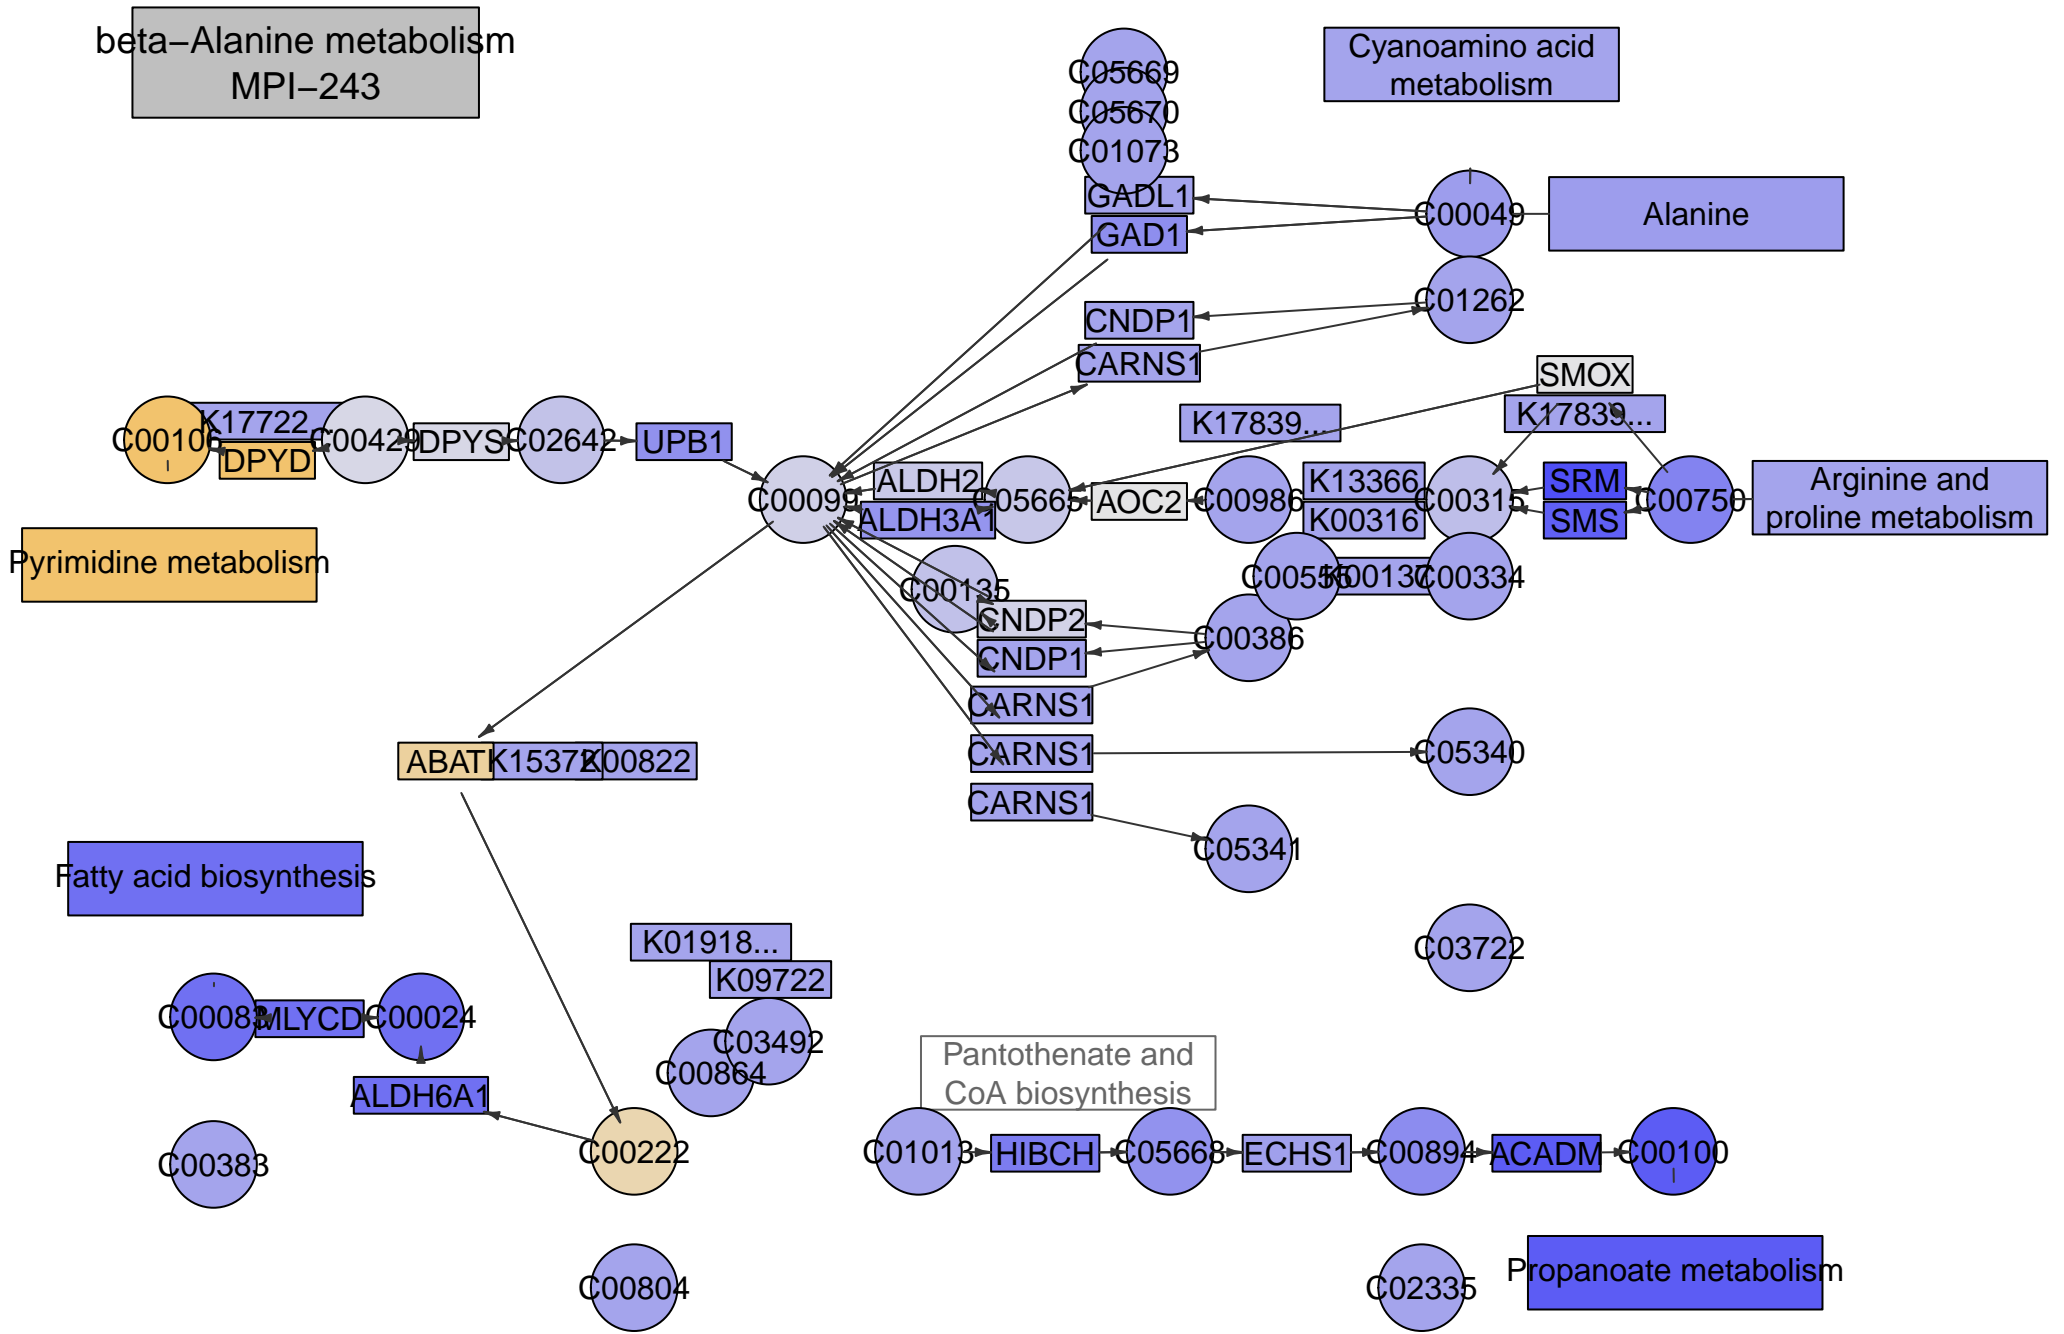 beta−Alanine metabolism
MPI−243
C05669
C05670
C01073
Cyanoamino acid
metabolism
GADL1
GAD1
C00049
Alanine
CNDP1
C01262
CARNS1
SMOX
K17839...
K17839...
C00106
K17722...
DPYD
C00429
DPYS
C02642
UPB1
C00099
ALDH2
ALDH3A1
C05665
AOC2
C00986
K13366
K00316
C00315
SRM
SMS
C00750
Arginine and
proline metabolism
Pyrimidine metabolism
C00135
C00555
K00137
C00334
CNDP2
CNDP1
C00386
CARNS1
CARNS1
CARNS1
C05340
C05341
ABAT
K15372
K00822
Fatty acid biosynthesis
K01918...
K09722
C03722
C00083
MLYCD
C00024
C03492
C00864
ALDH6A1
Pantothenate and
CoA biosynthesis
C00383
C00222
C01013
HIBCH
C05668
ECHS1
C00894
ACADM
C00100
C00804
C02335
Propanoate metabolism